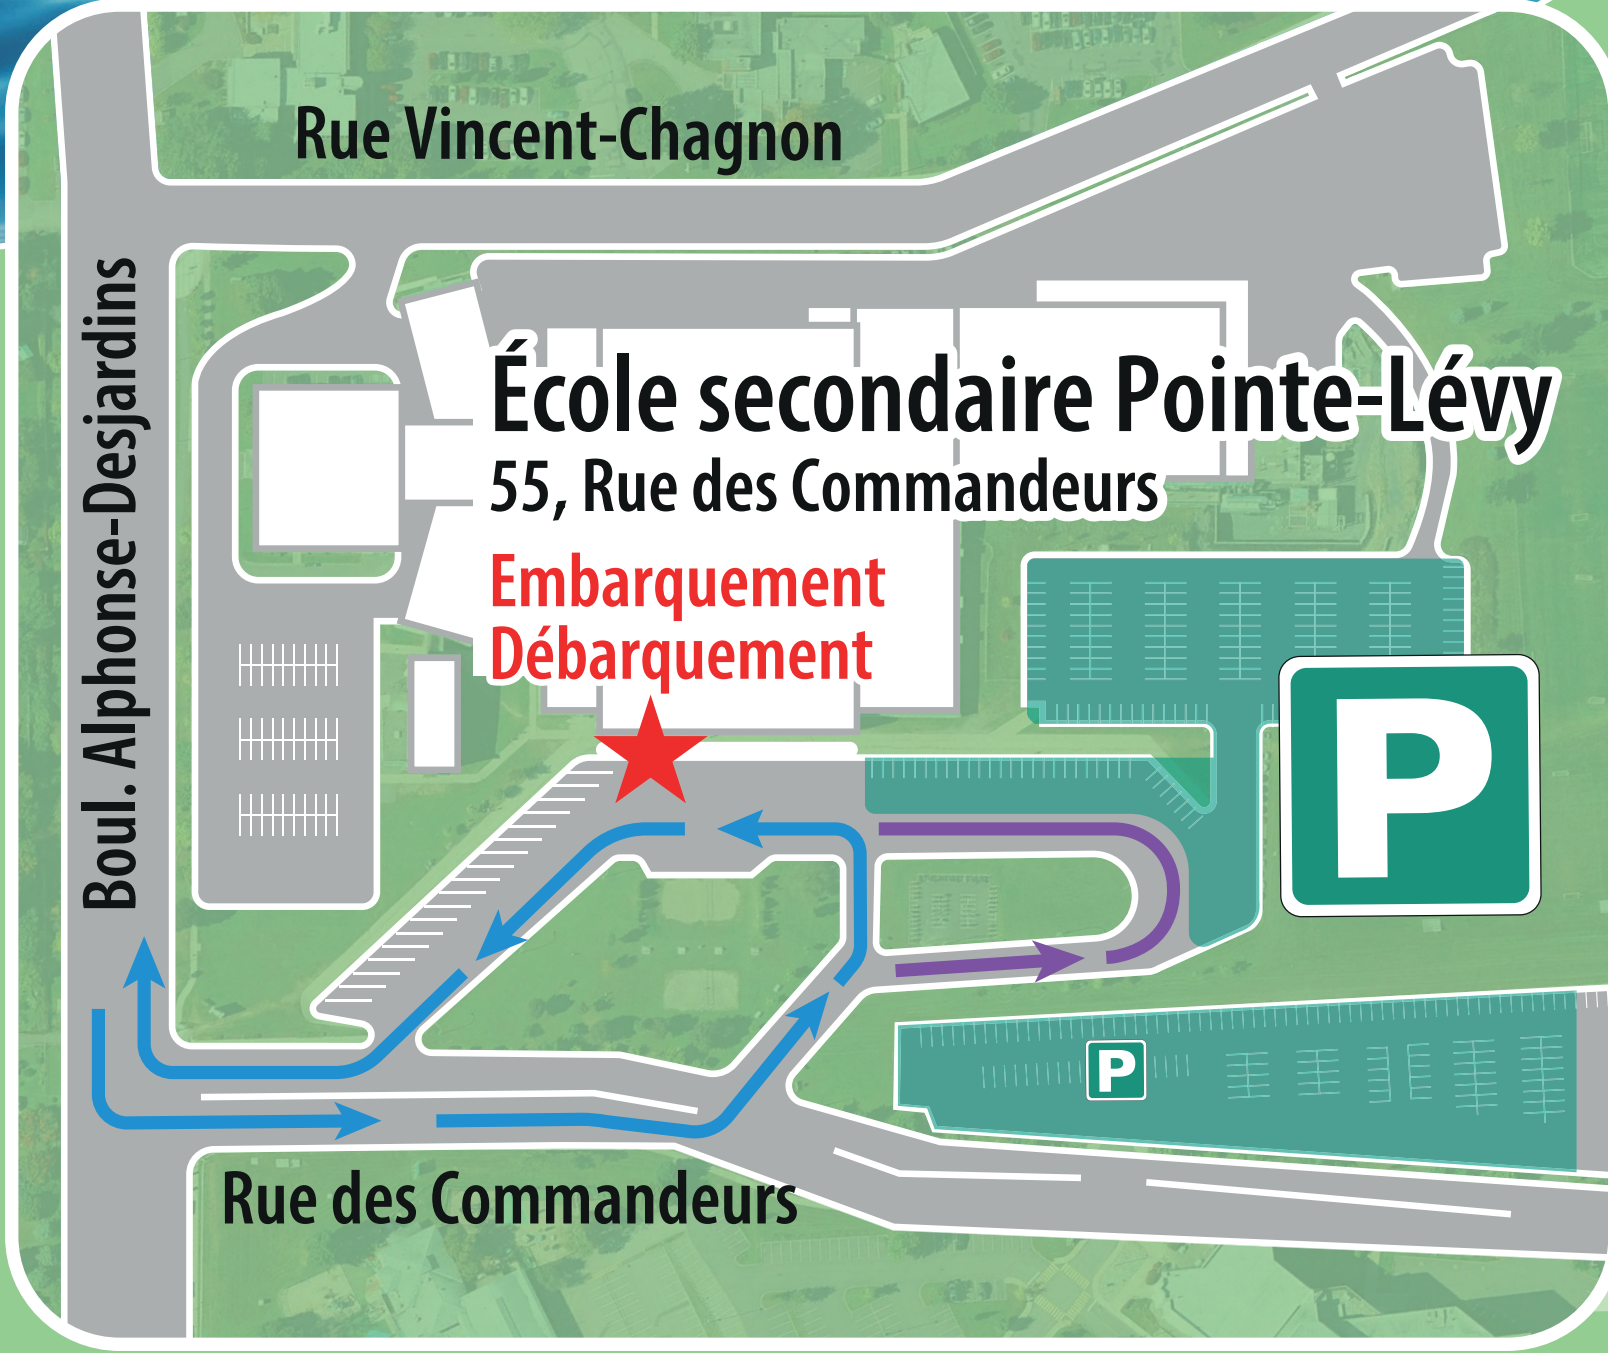 Rue Vincent-Chagnon
Boul. Alphonse-Desjardins
École secondaire Pointe-Lévy
55, Rue des Commandeurs
Embarquement
Débarquement
P
P
Rue des Commandeurs